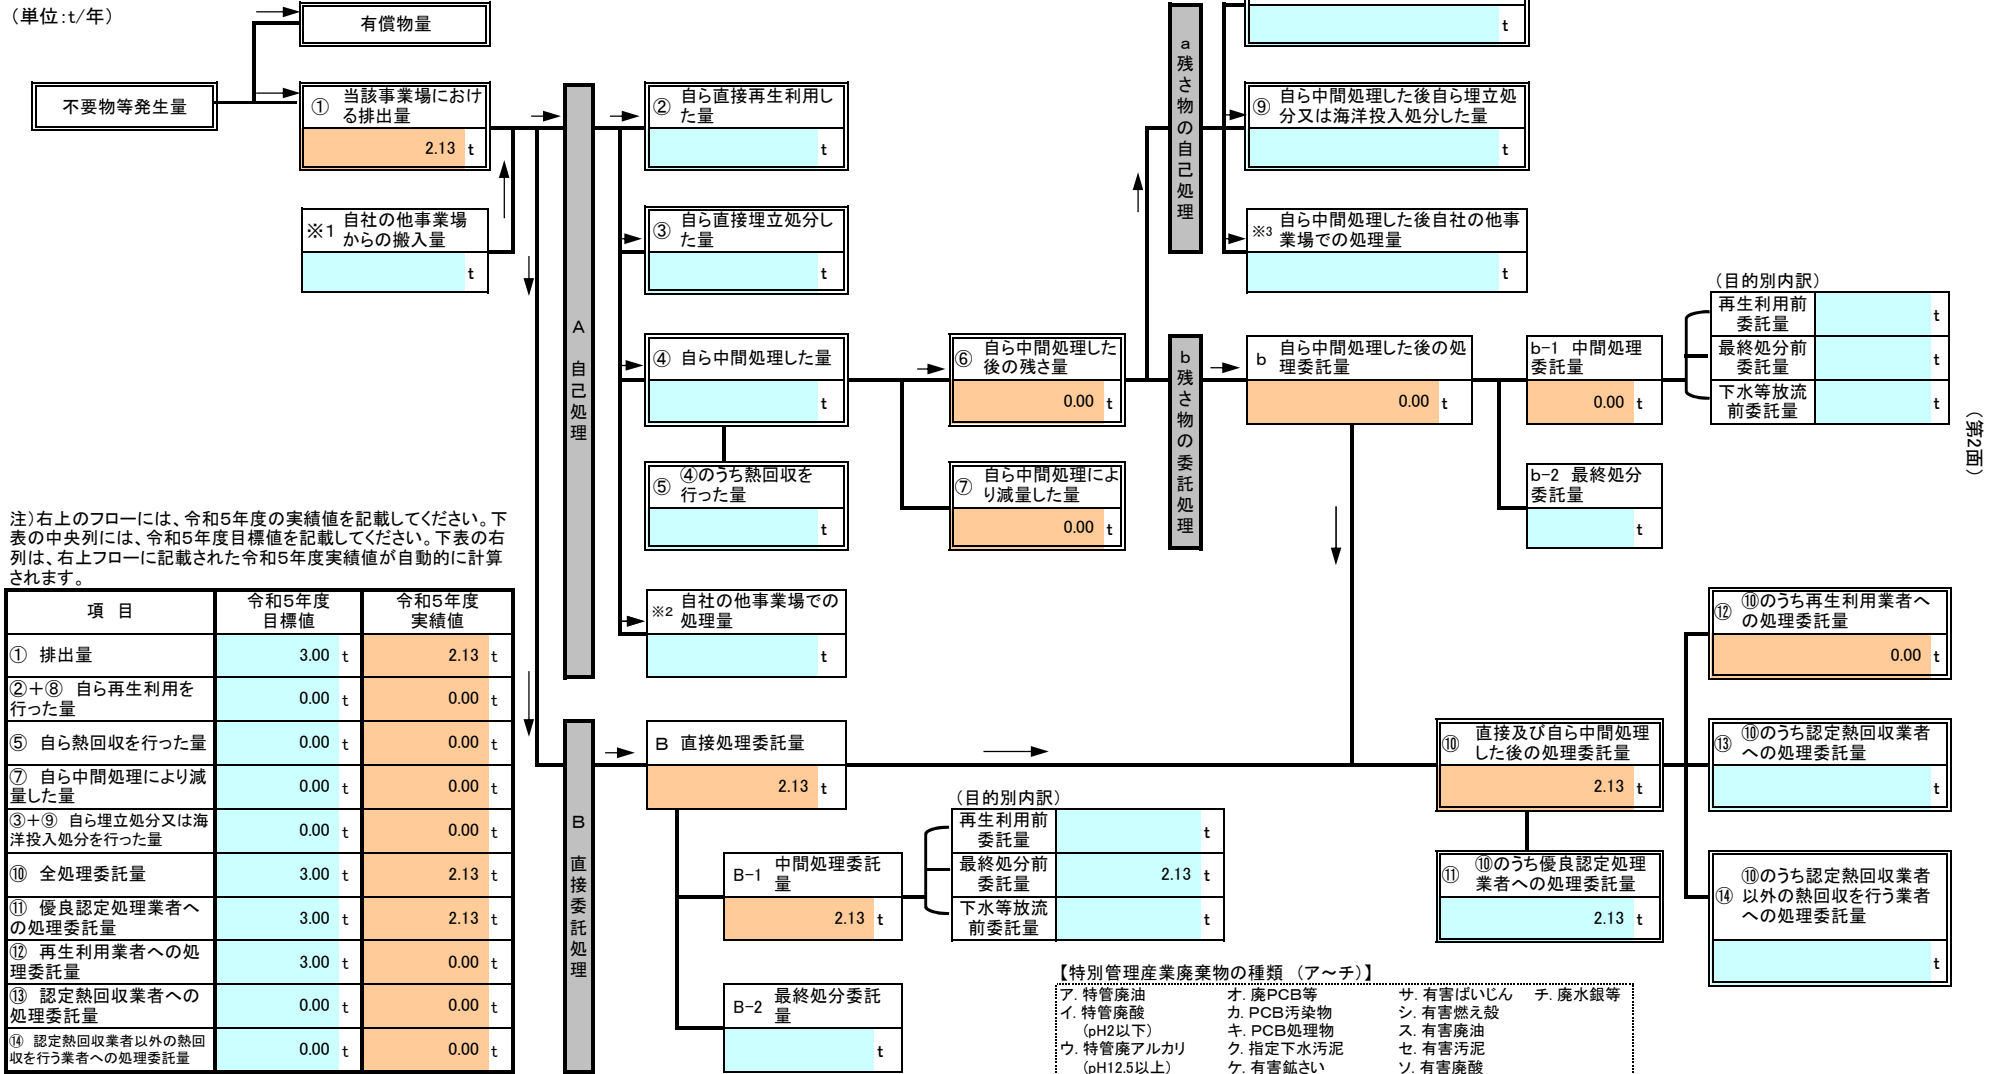 （単位：t/年）
有償物量
不要物等発生量
① 当該事業場におけ
る排出量
2.13 t
※1 自社の他事業場
からの搬入量
t
A 自己処理
② 自ら直接再生利用し
た量
t
③ 自ら直接埋立処分し
た量
t
④ 自ら中間処理した量
t
⑤ ④のうち熱回収を
行った量
t
※2 自社の他事業場での
処理量
t
⑥ 自ら中間処理した
後の残さ量
0.00 t
⑦ 自ら中間処理によ
り減量した量
0.00 t
a 残さ物の自己処理
t
⑨ 自ら中間処理した後自ら埋立処
分又は海洋投入処分した量
t
※3 自ら中間処理した後自社の他事
業場での処理量
t
b 残さ物の委託処理
b 自ら中間処理した後の処
理委託量
0.00 t
b-1 中間処理
委託量
0.00 t
b-2 最終処分
委託量
t
（目的別内訳）
再生利用前
委託量 t
最終処分前
委託量 t
下水等放流
前委託量 t
（第2面）
注）右上のフローには、令和5年度の実績値を記載してください。下
表の中央列には、令和5年度目標値を記載してください。下表の右
列は、右上フローに記載された令和5年度実績値が自動的に計算
されます。
項 目 令和5年度
目標値 令和5年度
実績値
① 排出量 3.00 t 2.13 t
②＋⑧ 自ら再生利用を
行った量 0.00 t 0.00 t
⑤ 自ら熱回収を行った量 0.00 t 0.00 t
⑦ 自ら中間処理により減
量した量 0.00 t 0.00 t
③＋⑨ 自ら埋立処分又は海
洋投入処分を行った量 0.00 t 0.00 t
⑩ 全処理委託量 3.00 t 2.13 t
⑪ 優良認定処理業者へ
の処理委託量 3.00 t 2.13 t
⑫ 再生利用業者への処
理委託量 3.00 t 0.00 t
⑬ 認定熱回収業者への
処理委託量 0.00 t 0.00 t
⑭ 認定熱回収業者以外の熱回
収を行う業者への処理委託量 0.00 t 0.00 t
B 直接委託処理
B 直接処理委託量
2.13 t
B-1 中間処理委託
量
2.13 t
B-2 最終処分委託
量
t
（目的別内訳）
再生利用前
委託量 t
最終処分前
委託量 2.13 t
下水等放流
前委託量 t
⑩ 直接及び自ら中間処理
した後の処理委託量
2.13 t
⑪ ⑩のうち優良認定処理
業者への処理委託量
2.13 t
⑫ ⑩のうち再生利用業者へ
の処理委託量
0.00 t
⑬ ⑩のうち認定熱回収業者
への処理委託量
t
⑭ ⑩のうち認定熱回収業者
以外の熱回収を行う業者
への処理委託量
t
【特別管理産業廃棄物の種類 （ア～チ）】
ア. 特管廃油 オ. 廃PCB等 サ. 有害ばいじん チ. 廃水銀等
イ. 特管廃酸 カ. PCB汚染物 シ. 有害燃え殻
（pH2以下） キ. PCB処理物 ス. 有害廃油
ウ. 特管廃アルカリ ク. 指定下水汚泥 セ. 有害汚泥
（pH12.5以上） ケ. 有害鉱さい ソ. 有害廃酸